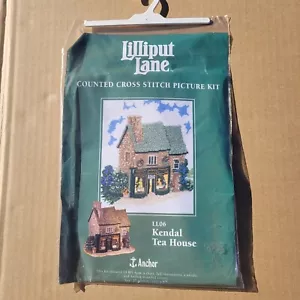 Lilliput
Lane
COUNTED CROSS STITCH PICTURE KIT
LL06
Kendal
Tea House
Anchor